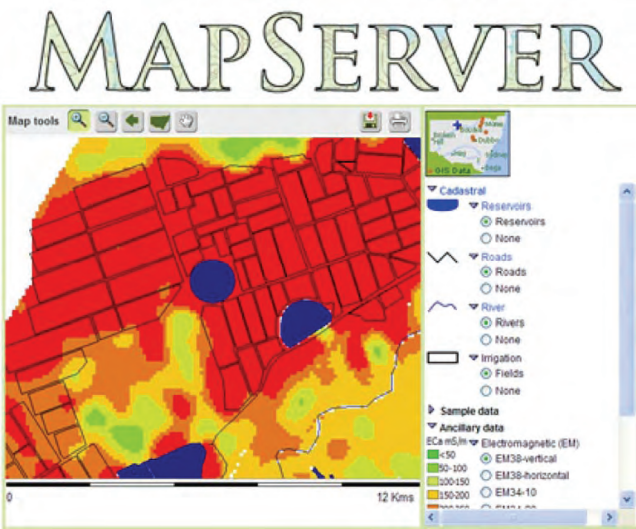 MAPSERVER
Map tools
GIS Data
Cadastral
Reservoirs
Reservoirs
None
Roads
Roads
None
River
Rivers
None
Irrigation
Fields
None
Sample data
Ancillary data
ECa mS/m
Electromagnetic (EM)
<50
EM38-vertical
50-100
EM38-horizontal
100-150
150-200
EM34-10
0
12 Kms